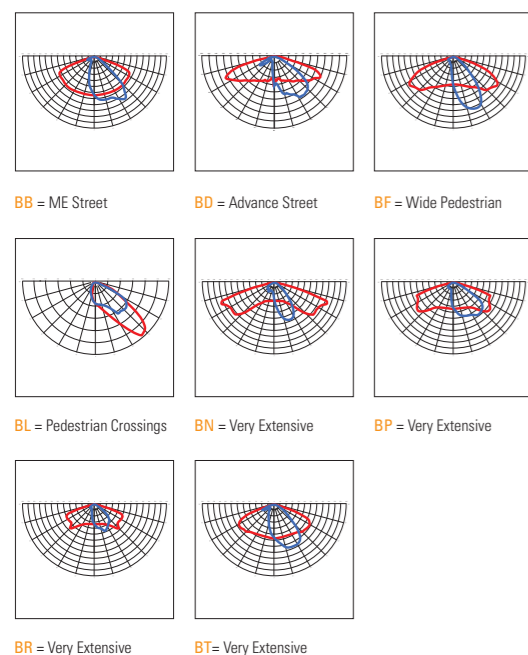 BB = ME Street
BD = Advance Street
BF = Wide Pedestrian
BL = Pedestrian Crossings
BN = Very Extensive
BP = Very Extensive
BR = Very Extensive
BT= Very Extensive